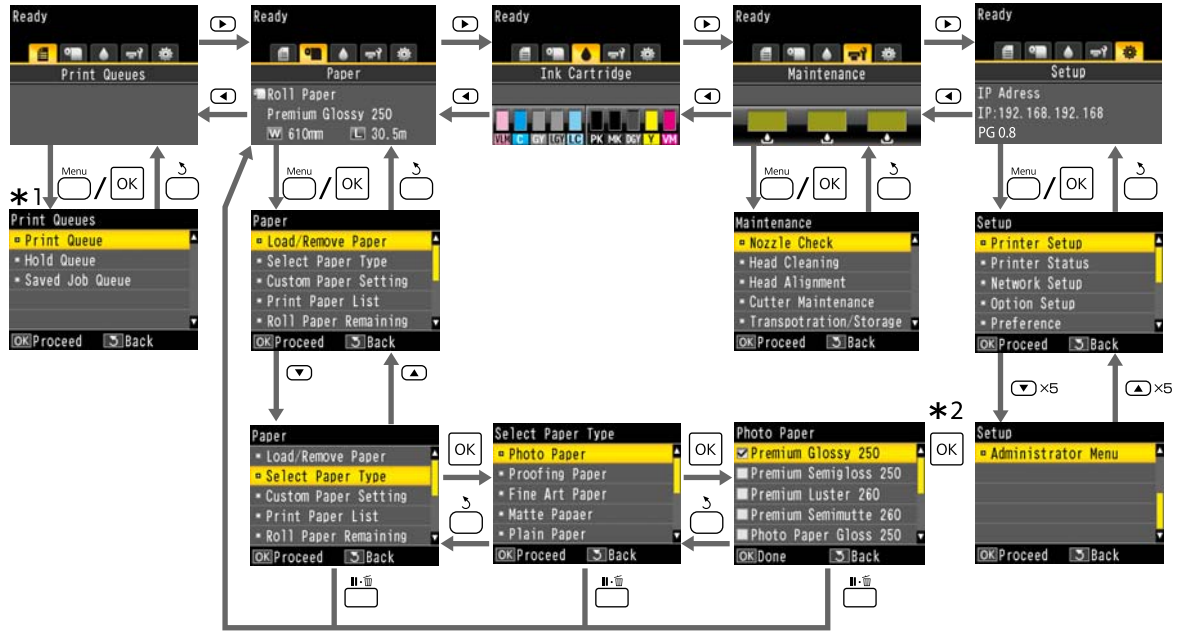 Ready
Print Queues
Ready
Paper
Roll Paper
Premium Glossy 250
W 610mm L 30.5m
Ready
Ink Cartridge
VLM C GY LGY LC PK MK DGY Y VM
Ready
Maintenance
Ready
Setup
IP Adress
IP:192.168.192.168
PG 0.8
Menu
/ OK
Menu
/ OK
Menu
/ OK
Menu
/ OK
*1
Print Queues
Print Queue
Hold Queue
Saved Job Queue
OK Proceed Back
Paper
Load/Remove Paper
Select Paper Type
Custom Paper Setting
Print Paper List
Roll Paper Remaining
OK Proceed Back
Maintenance
Nozzle Check
Head Cleaning
Head Alignment
Cutter Maintenance
Transpotration/Storage
OK Proceed Back
Setup
Printer Setup
Printer Status
Network Setup
Option Setup
Preference
OK Proceed Back
×5
×5
Paper
Load/Remove Paper
Select Paper Type
Custom Paper Setting
Print Paper List
Roll Paper Remaining
OK Proceed Back
OK
Select Paper Type
Photo Paper
Proofing Paper
Fine Art Paper
Matte Papaer
Plain Paper
OK Proceed Back
OK
Photo Paper
Premium Glossy 250
Premium Semigloss 250
Premium Luster 260
Premium Semimutte 260
Photo Paper Gloss 250
OK Done Back
*2
OK
Setup
Administrator Menu
OK Proceed Back